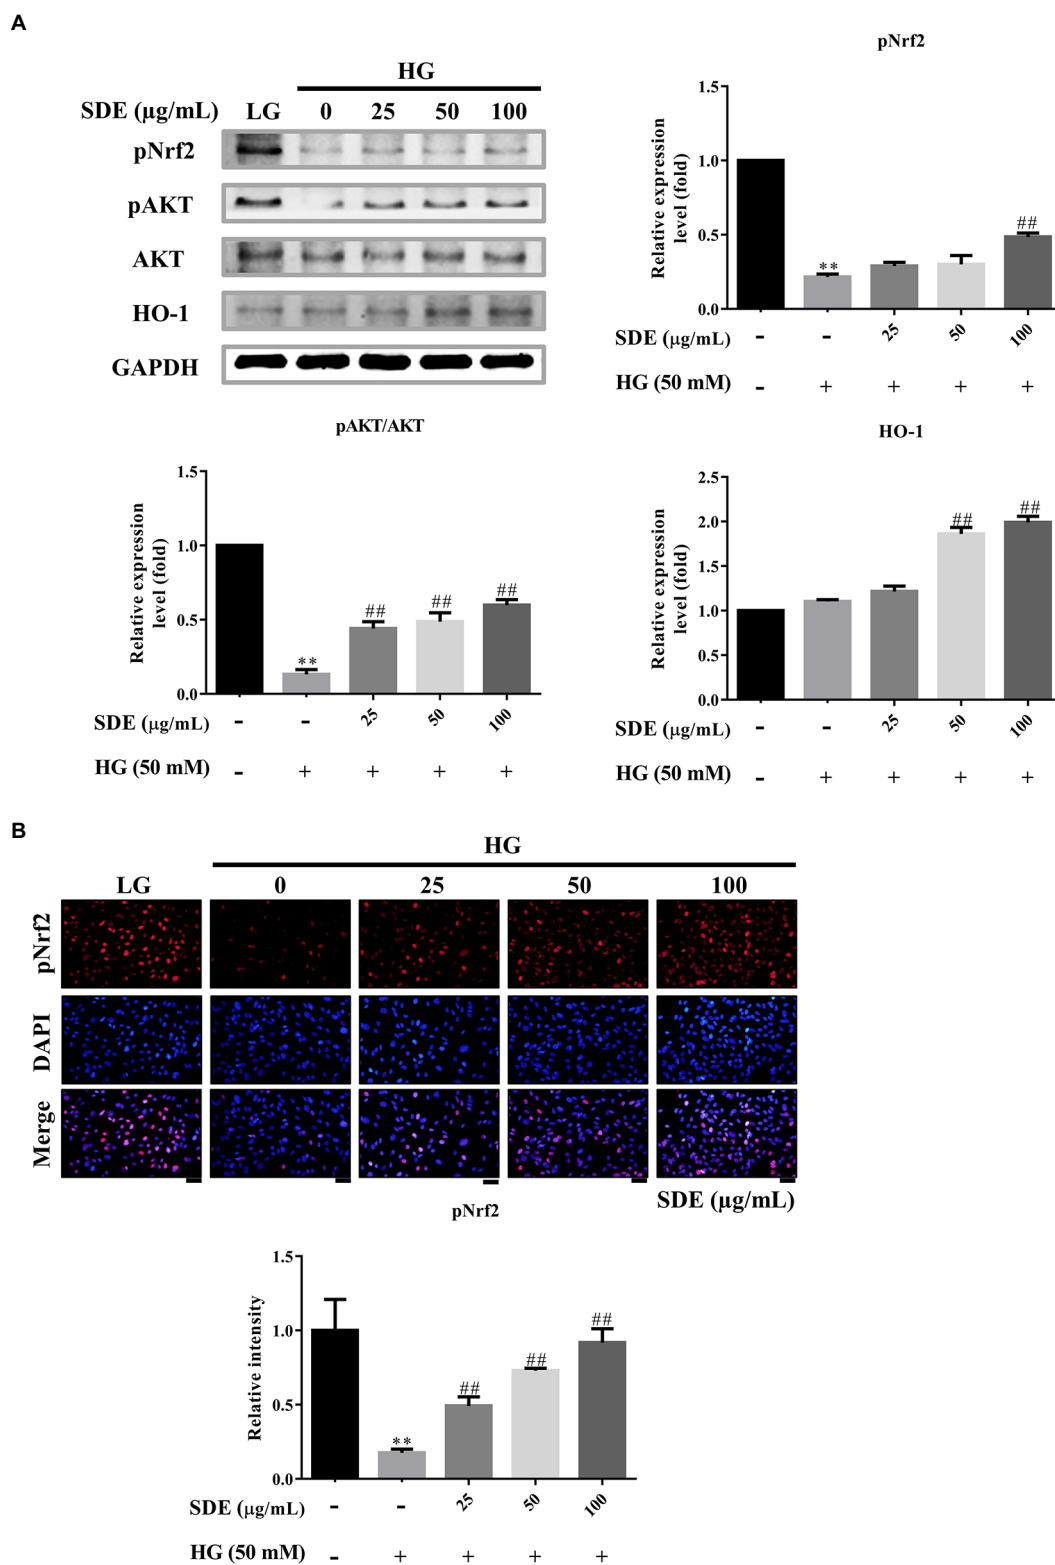 A
HG
SDE (µg/mL) LG 0 25 50 100
pNrf2
pAKT
AKT
HO-1
GAPDH
pNrf2
Relative expression
level (fold)
1.5
1.0
0.5
0.0
**
##
SDE (µg/mL) - - 25 50 100
HG (50 mM) - + + + +
pAKT/AKT
Relative expression
level (fold)
1.5
1.0
0.5
0.0
**
##
##
##
SDE (µg/mL) - - 25 50 100
HG (50 mM) - + + + +
HO-1
Relative expression
level (fold)
2.5
2.0
1.5
1.0
0.5
0.0
##
##
SDE (µg/mL) - - 25 50 100
HG (50 mM) - + + + +
B
HG
LG 0 25 50 100
pNrf2
DAPI
Merge
SDE (µg/mL)
pNrf2
Relative intensity
1.5
1.0
0.5
0.0
**
##
##
##
SDE (µg/mL) - - 25 50 100
HG (50 mM) - + + + +